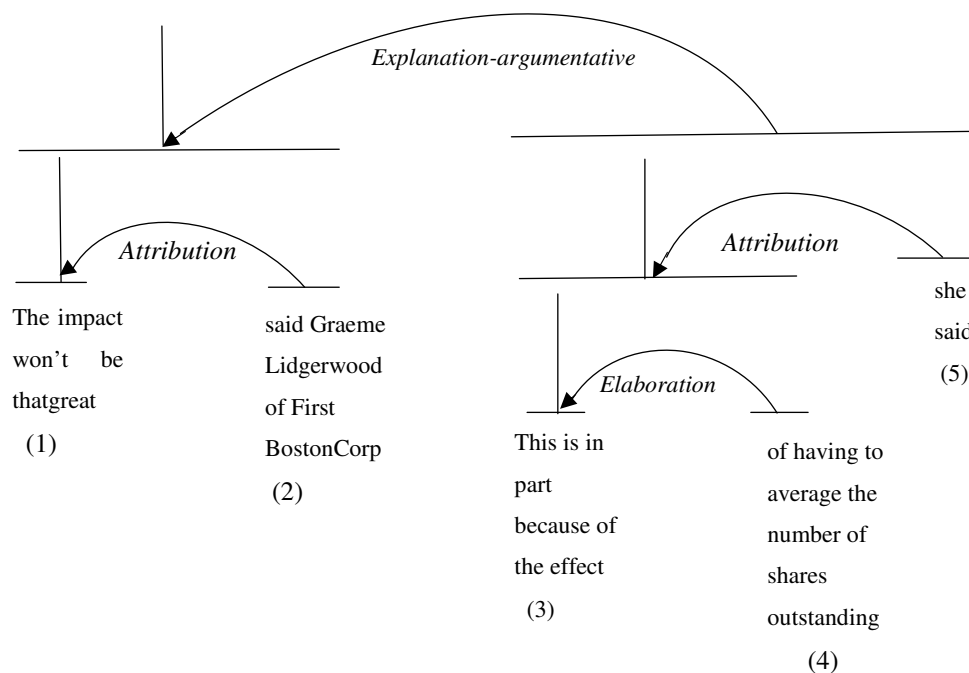 Explanation-argumentative
Attribution
Attribution
The impact
won't be
thatgreat
(1)
said Graeme
Lidgerwood
of First
BostonCorp
(2)
she
said
(5)
Elaboration
This is in
part
because of
the effect
(3)
of having to
average the
number of
shares
outstanding
(4)